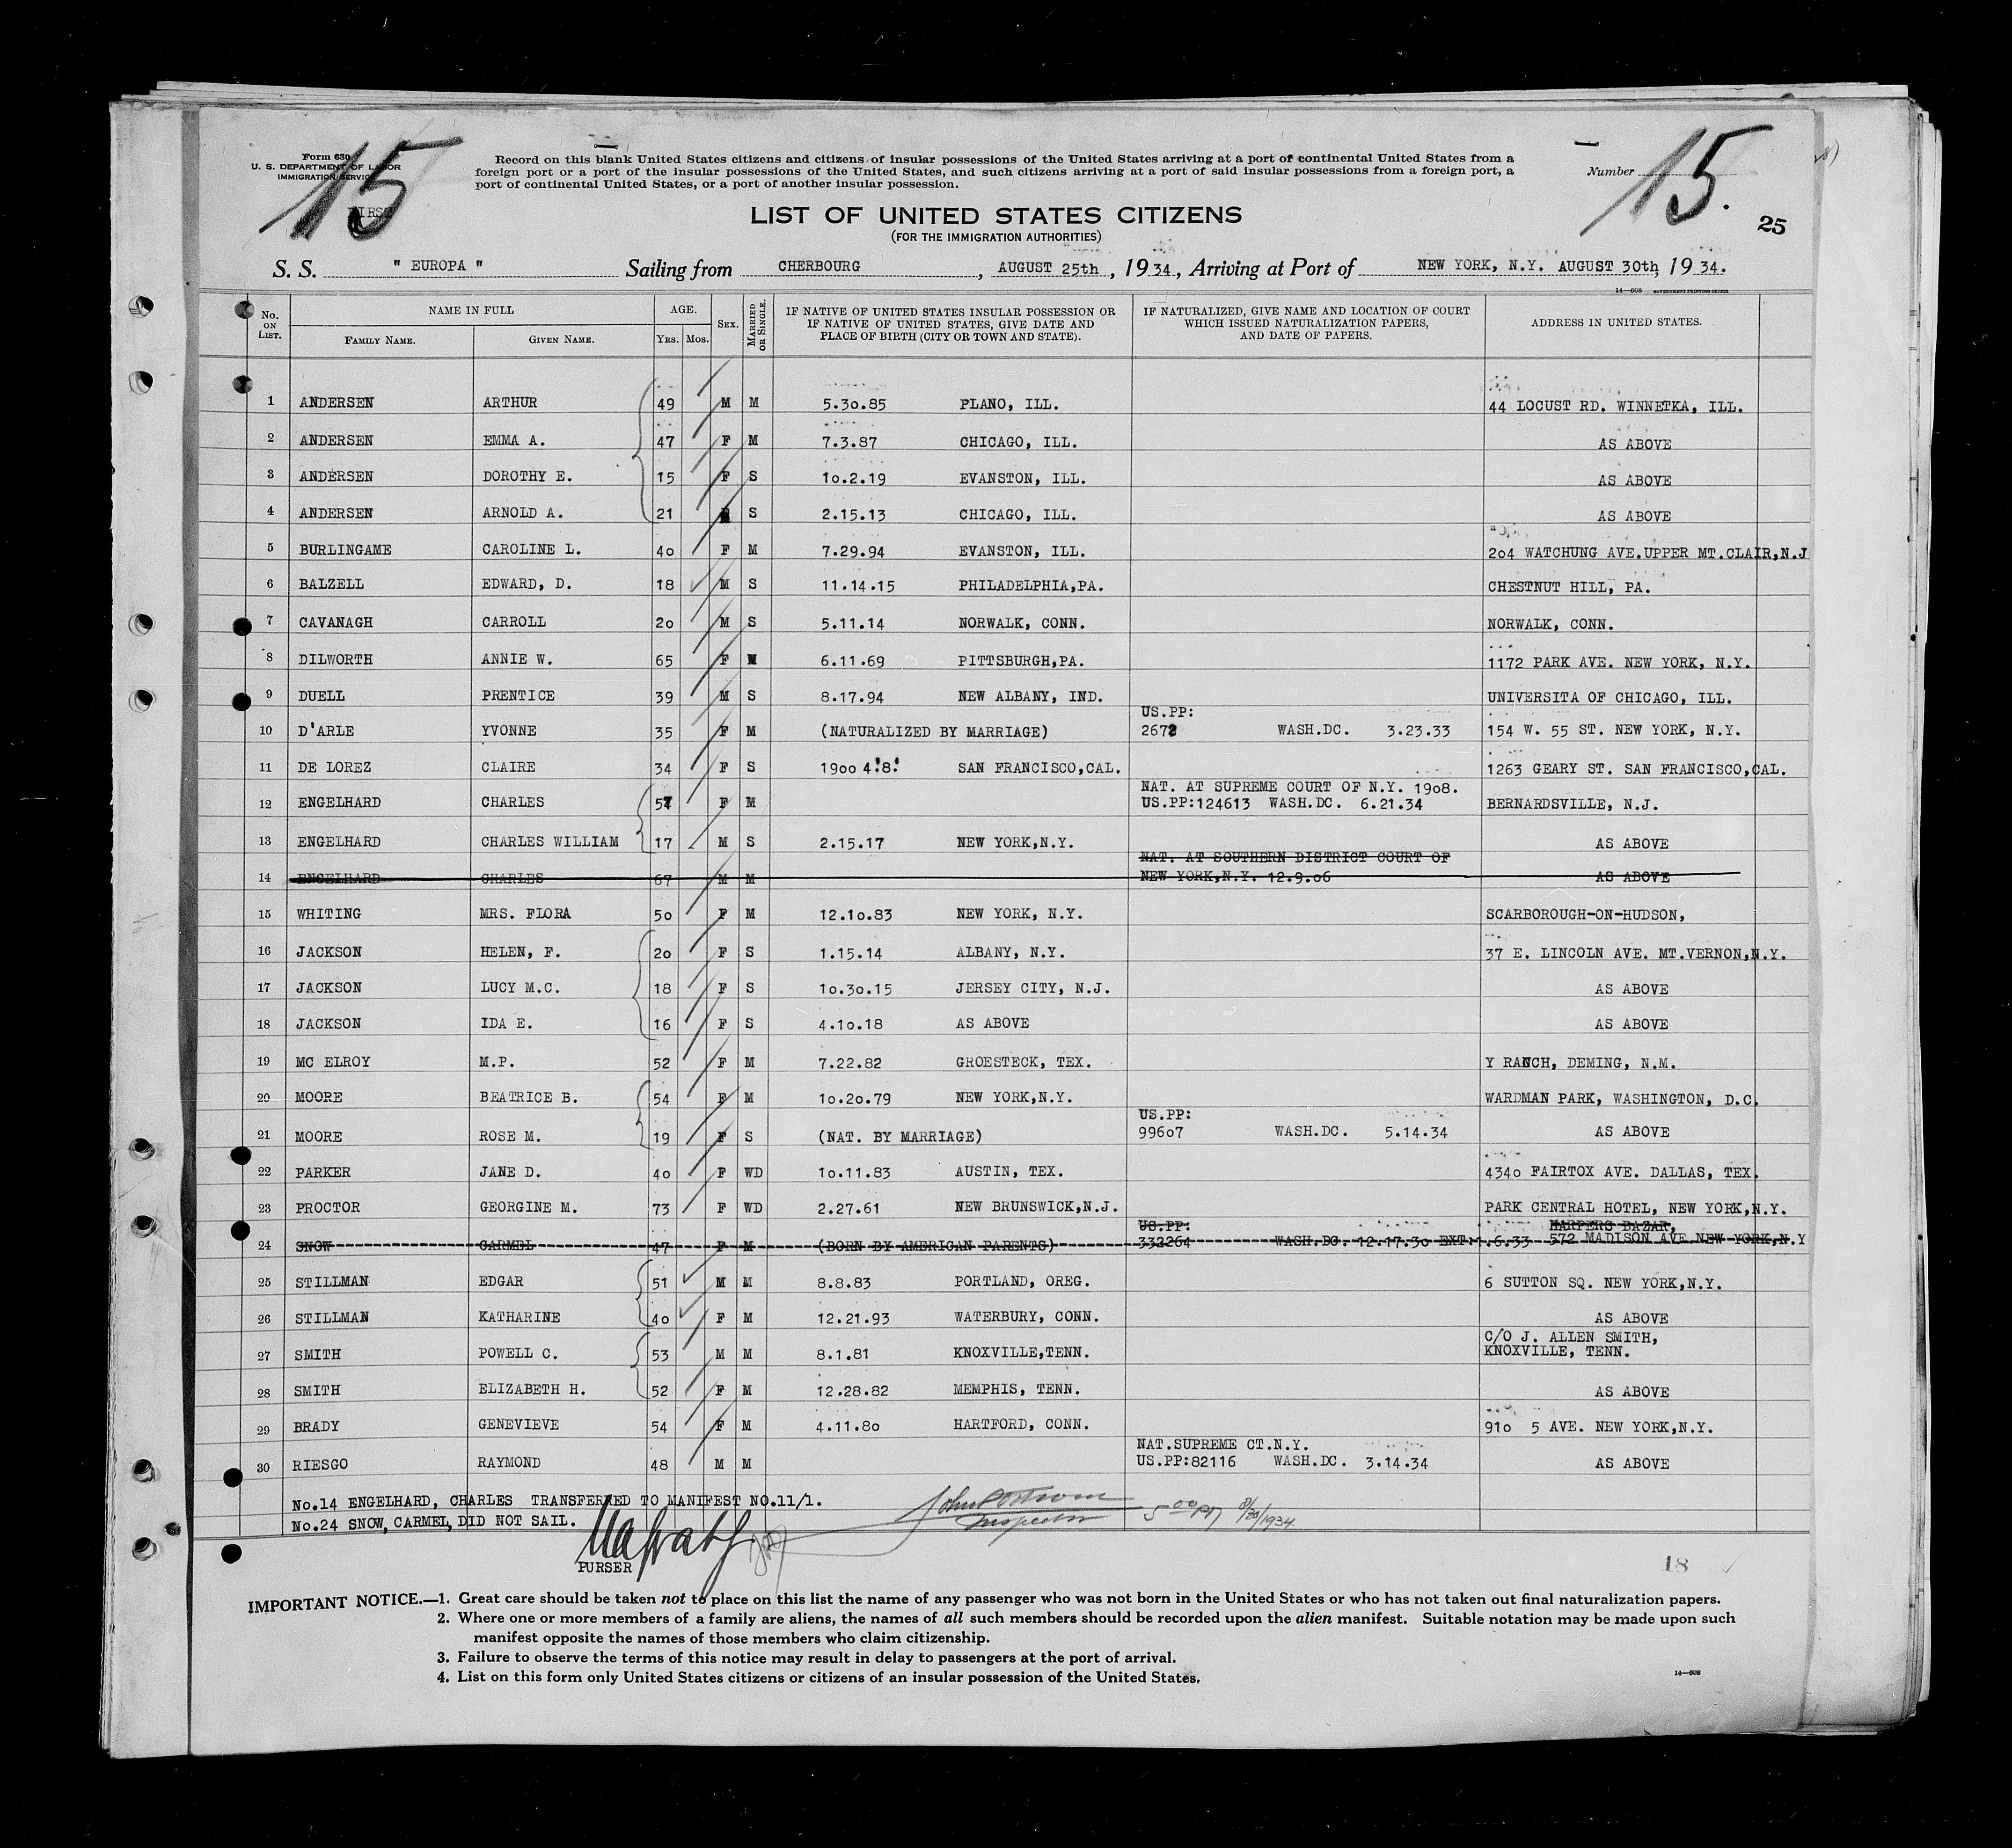 15 15.
Form 630
U. S. DEPARTMENT OF LABOR
IMMIGRATION SERVICE
Record on this blank United States citizens and citizens of insular possessions of the United States arriving at a port of continental United States from a
foreign port or a port of the insular possessions of the United States, and such citizens arriving at a port of said insular possessions from a foreign port, a
port of continental United States, or a port of another insular possession.
Number
FIRST
LIST OF UNITED STATES CITIZENS
25
(FOR THE IMMIGRATION AUTHORITIES)
S. S. " EUROPA " Sailing from CHERBOURG, AUGUST 25th, 1934, Arriving at Port of NEW YORK, N.Y. AUGUST 30th, 1934.
14—608 GOVERNMENT PRINTING OFFICE
No. ON LIST. NAME IN FULL FAMILY NAME. GIVEN NAME. AGE. YRS. MOS. SEX. MARRIED OR SINGLE. IF NATIVE OF UNITED STATES INSULAR POSSESSION OR IF NATIVE OF UNITED STATES, GIVE DATE AND PLACE OF BIRTH (CITY OR TOWN AND STATE). IF NATURALIZED, GIVE NAME AND LOCATION OF COURT WHICH ISSUED NATURALIZATION PAPERS, AND DATE OF PAPERS. ADDRESS IN UNITED STATES.
1 ANDERSEN ARTHUR 49 M M 5.30.85 PLANO, ILL. 44 LOCUST RD. WINNETKA, ILL.
2 ANDERSEN EMMA A. 47 F M 7.3.87 CHICAGO, ILL. AS ABOVE
3 ANDERSEN DOROTHY E. 15 F S 10.2.19 EVANSTON, ILL. AS ABOVE
4 ANDERSEN ARNOLD A. 21 S 2.15.13 CHICAGO, ILL. AS ABOVE
5 BURLINGAME CAROLINE L. 40 F M 7.29.94 EVANSTON, ILL. 204 WATCHUNG AVE.UPPER MT.CLAIR,N.J
6 BALZELL EDWARD, D. 18 M S 11.14.15 PHILADELPHIA,PA. CHESTNUT HILL, PA.
7 CAVANAGH CARROLL 20 M S 5.11.14 NORWALK, CONN. NORWALK, CONN.
8 DILWORTH ANNIE W. 65 F M 6.11.69 PITTSBURGH,PA. 1172 PARK AVE. NEW YORK, N.Y.
9 DUELL PRENTICE 39 M S 8.17.94 NEW ALBANY, IND. UNIVERSITA OF CHICAGO, ILL.
US.PP:
10 D'ARLE YVONNE 35 F M (NATURALIZED BY MARRIAGE) 2672 WASH.DC. 3.23.33 154 W. 55 ST. NEW YORK, N.Y.
11 DE LOREZ CLAIRE 34 F S 1900 4.8. SAN FRANCISCO,CAL. 1263 GEARY ST. SAN FRANCISCO,CAL.
NAT. AT SUPREME COURT OF N.Y. 1908.
12 ENGELHARD CHARLES 57 F M US.PP:124613 WASH.DC. 6.21.34 BERNARDSVILLE, N.J.
13 ENGELHARD CHARLES WILLIAM 17 M S 2.15.17 NEW YORK,N.Y. AS ABOVE
NAT. AT SOUTHERN DISTRICT COURT OF
14 ENGELHARD CHARLES 67 M M NEW YORK,N.Y. 12.9.06 AS ABOVE
15 WHITING MRS. FLORA 50 F M 12.10.83 NEW YORK, N.Y. SCARBOROUGH-ON-HUDSON,
16 JACKSON HELEN, F. 20 F S 1.15.14 ALBANY, N.Y. 37 E. LINCOLN AVE. MT.VERNON,N.Y.
17 JACKSON LUCY M.C. 18 F S 10.30.15 JERSEY CITY, N.J. AS ABOVE
18 JACKSON IDA E. 16 F S 4.10.18 AS ABOVE AS ABOVE
19 MC ELROY M.P. 52 F M 7.22.82 GROESTECK, TEX. Y RANCH, DEMING, N.M.
20 MOORE BEATRICE B. 54 F M 10.20.79 NEW YORK,N.Y. WARDMAN PARK, WASHINGTON, D.C.
US.PP:
21 MOORE ROSE M. 19 F S (NAT. BY MARRIAGE) 99607 WASH.DC. 5.14.34 AS ABOVE
22 PARKER JANE D. 40 F WD 10.11.83 AUSTIN, TEX. 4340 FAIRTOX AVE. DALLAS, TEX.
23 PROCTOR GEORGINE M. 73 F WD 2.27.61 NEW BRUNSWICK,N.J. PARK CENTRAL HOTEL, NEW YORK,N.Y.
US.PP: HARPERS BAZAR,
24 SNOW CARMEL 47 F M (BORN BY AMERICAN PARENTS) 332264 WASH.DC. 12.17.30 EXT:1.6.33 572 MADISON AVE NEW YORK,N.Y
25 STILLMAN EDGAR 51 M M 8.8.83 PORTLAND, OREG. 6 SUTTON SQ. NEW YORK,N.Y.
26 STILLMAN KATHARINE 40 F M 12.21.93 WATERBURY, CONN. AS ABOVE
C/O J. ALLEN SMITH,
27 SMITH POWELL C. 53 M M 8.1.81 KNOXVILLE,TENN. KNOXVILLE, TENN.
28 SMITH ELIZABETH H. 52 F M 12.28.82 MEMPHIS, TENN. AS ABOVE
29 BRADY GENEVIEVE 54 F M 4.11.80 HARTFORD, CONN. 910 5 AVE. NEW YORK,N.Y.
NAT.SUPREME CT.N.Y.
30 RIESGO RAYMOND 48 M M US.PP:82116 WASH.DC. 3.14.34 AS ABOVE
No.14 ENGELHARD, CHARLES TRANSFERRED TO MANIFEST NO.11/1.
No.24 SNOW,CARMEL,DID NOT SAIL.
Inspector 5 00 PM 8/30/1934.
PURSER
18
IMPORTANT NOTICE.—1. Great care should be taken not to place on this list the name of any passenger who was not born in the United States or who has not taken out final naturalization papers.
2. Where one or more members of a family are aliens, the names of all such members should be recorded upon the alien manifest. Suitable notation may be made upon such
manifest opposite the names of those members who claim citizenship.
3. Failure to observe the terms of this notice may result in delay to passengers at the port of arrival.
4. List on this form only United States citizens or citizens of an insular possession of the United States.
14—608